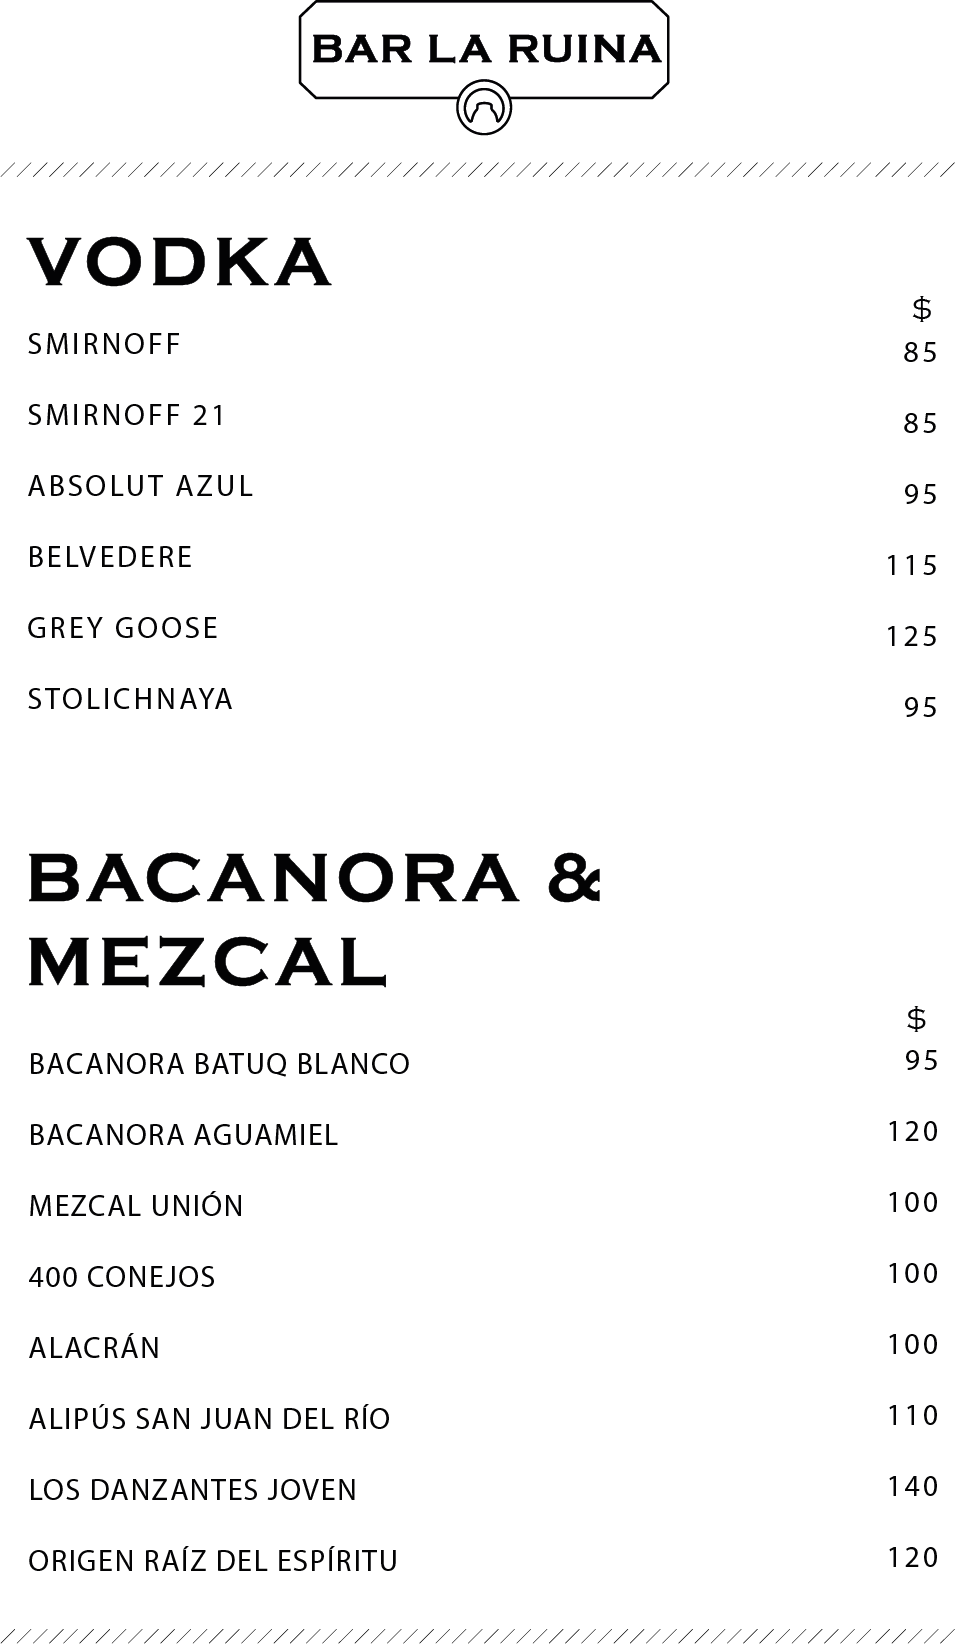 BAR LA RUINA
VODKA
$
SMIRNOFF 85
SMIRNOFF 21 85
ABSOLUT AZUL 95
BELVEDERE 115
GREY GOOSE 125
STOLICHNAYA 95
BACANORA &
MEZCAL
$
BACANORA BATUQ BLANCO 95
BACANORA AGUAMIEL 120
MEZCAL UNIÓN 100
400 CONEJOS 100
ALACRÁN 100
ALIPÚS SAN JUAN DEL RÍO 110
LOS DANZANTES JOVEN 140
ORIGEN RAÍZ DEL ESPÍRITU 120